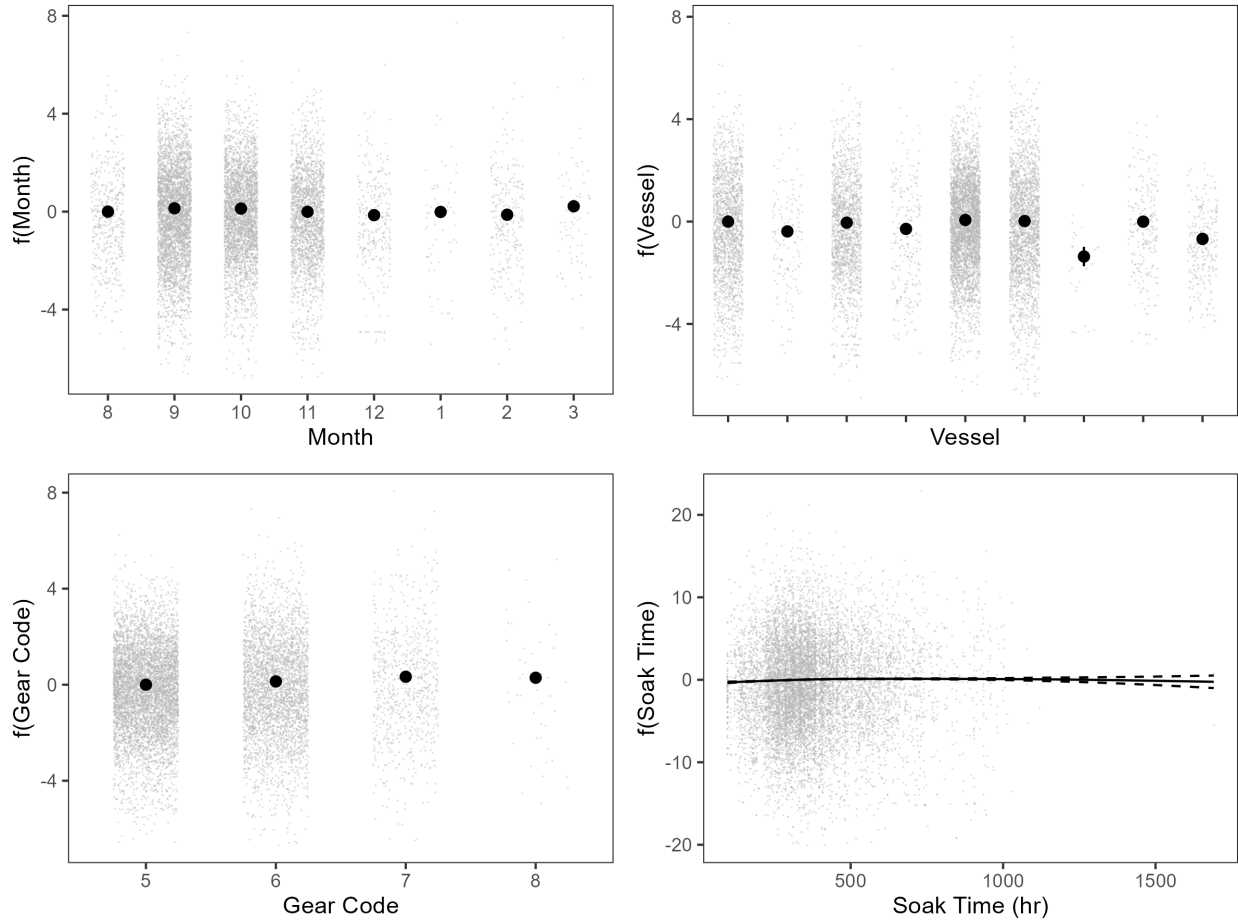 f(Month)
8
4
0
-4
8 9 10 11 12 1 2 3
Month
f(Vessel)
8
4
0
-4
Vessel
f(Gear Code)
8
4
0
-4
5 6 7 8
Gear Code
f(Soak Time)
20
10
0
-10
-20
500 1000 1500
Soak Time (hr)